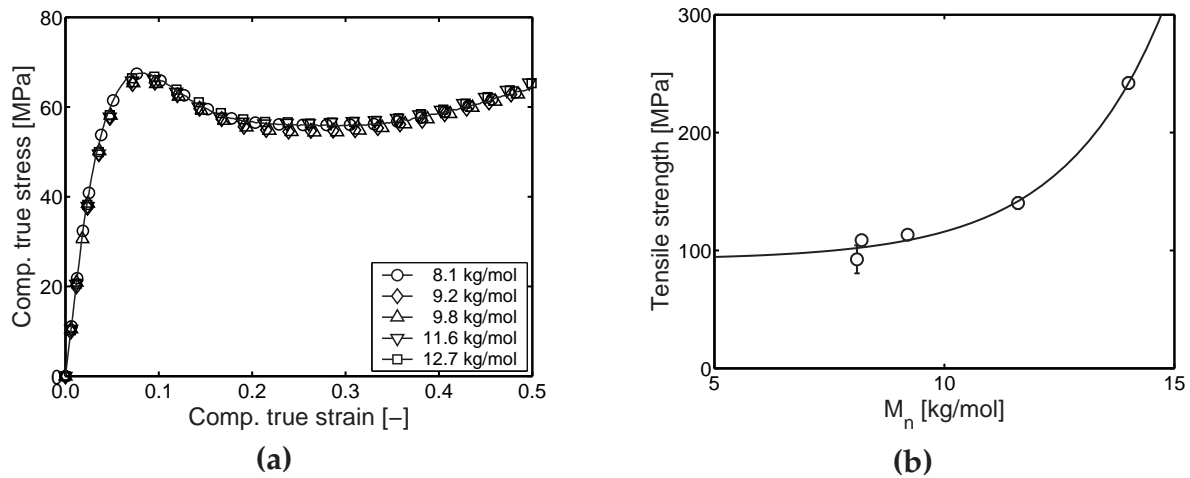 80
60
40
20
0
0.0 0.1 0.2 0.3 0.4 0.5
Comp. true stress [MPa]
Comp. true strain [−]
8.1 kg/mol
9.2 kg/mol
9.8 kg/mol
11.6 kg/mol
12.7 kg/mol
(a)
300
200
100
0
5 10 15
Tensile strength [MPa]
Mn [kg/mol]
(b)